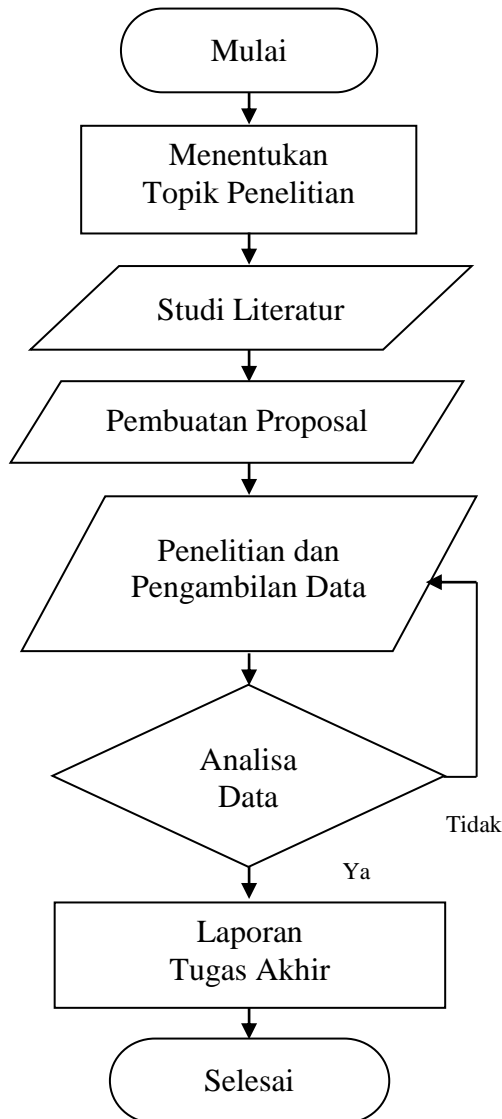 Mulai
Menentukan
Topik Penelitian
Studi Literatur
Pembuatan Proposal
Penelitian dan
Pengambilan Data
Analisa
Data
Tidak
Ya
Laporan
Tugas Akhir
Selesai